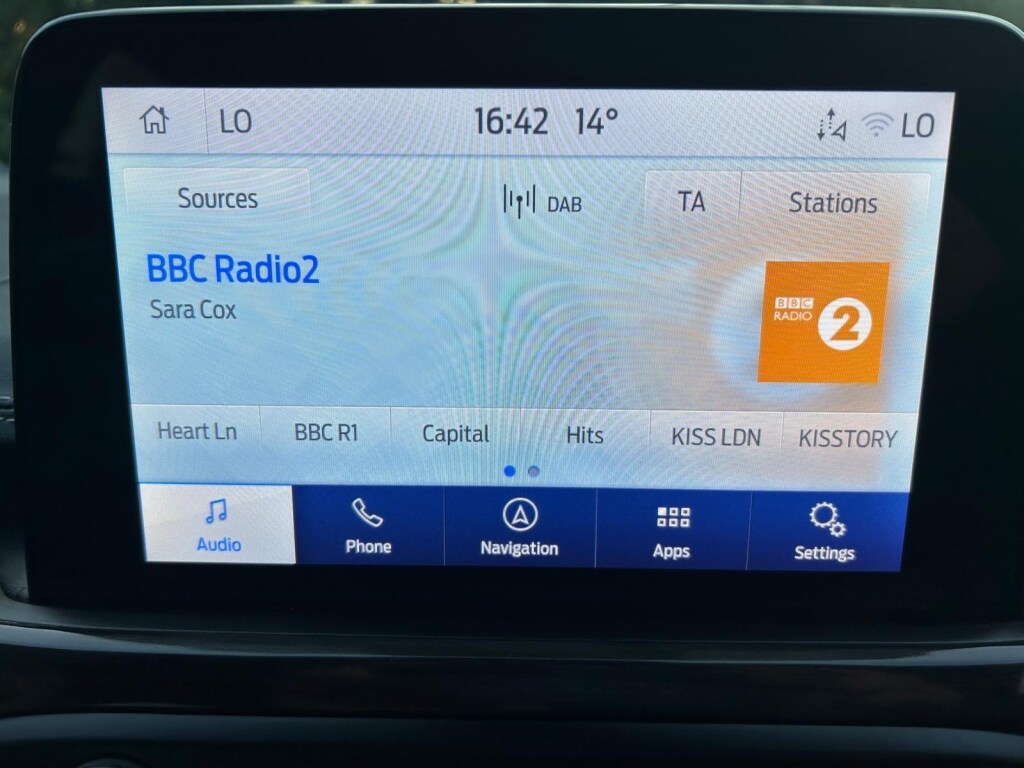 LO 16:42 14° LO
Sources DAB TA Stations
BBC Radio2
Sara Cox
BBC
RADIO 2
Heart Ln BBC R1 Capital Hits KISS LDN KISSTORY
Audio Phone Navigation Apps Settings